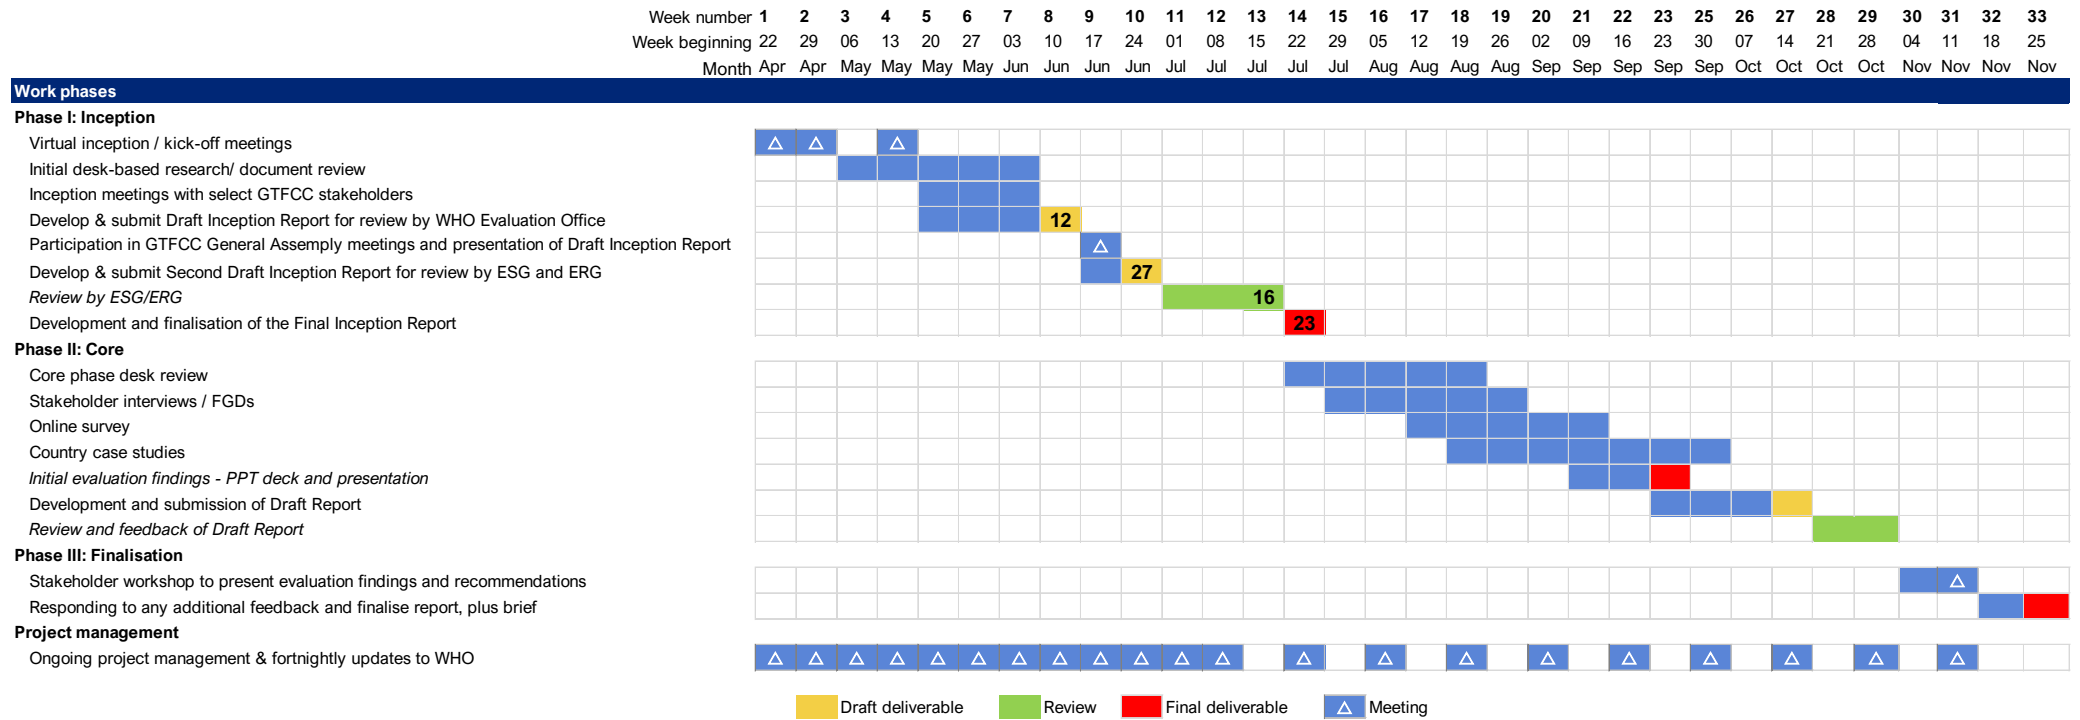 Week number 1 2 3 4 5 6 7 8 9 10 11 12 13 14 15 16 17 18 19 20 21 22 23 25 26 27 28 29 30 31 32 33
Week beginning 22 29 06 13 20 27 03 10 17 24 01 08 15 22 29 05 12 19 26 02 09 16 23 30 07 14 21 28 04 11 18 25
Month Apr Apr May May May May Jun Jun Jun Jun Jul Jul Jul Jul Jul Aug Aug Aug Aug Sep Sep Sep Sep Sep Oct Oct Oct Oct Nov Nov Nov Nov
Work phases
Phase I: Inception
Virtual inception / kick-off meetings
Initial desk-based research/ document review
Inception meetings with select GTFCC stakeholders
Develop & submit Draft Inception Report for review by WHO Evaluation Office 12
Participation in GTFCC General Assemply meetings and presentation of Draft Inception Report
Develop & submit Second Draft Inception Report for review by ESG and ERG 27
Review by ESG/ERG 16
Development and finalisation of the Final Inception Report 23
Phase II: Core
Core phase desk review
Stakeholder interviews / FGDs
Online survey
Country case studies
Initial evaluation findings - PPT deck and presentation
Development and submission of Draft Report
Review and feedback of Draft Report
Phase III: Finalisation
Stakeholder workshop to present evaluation findings and recommendations
Responding to any additional feedback and finalise report, plus brief
Project management
Ongoing project management & fortnightly updates to WHO
Draft deliverable Review Final deliverable Meeting